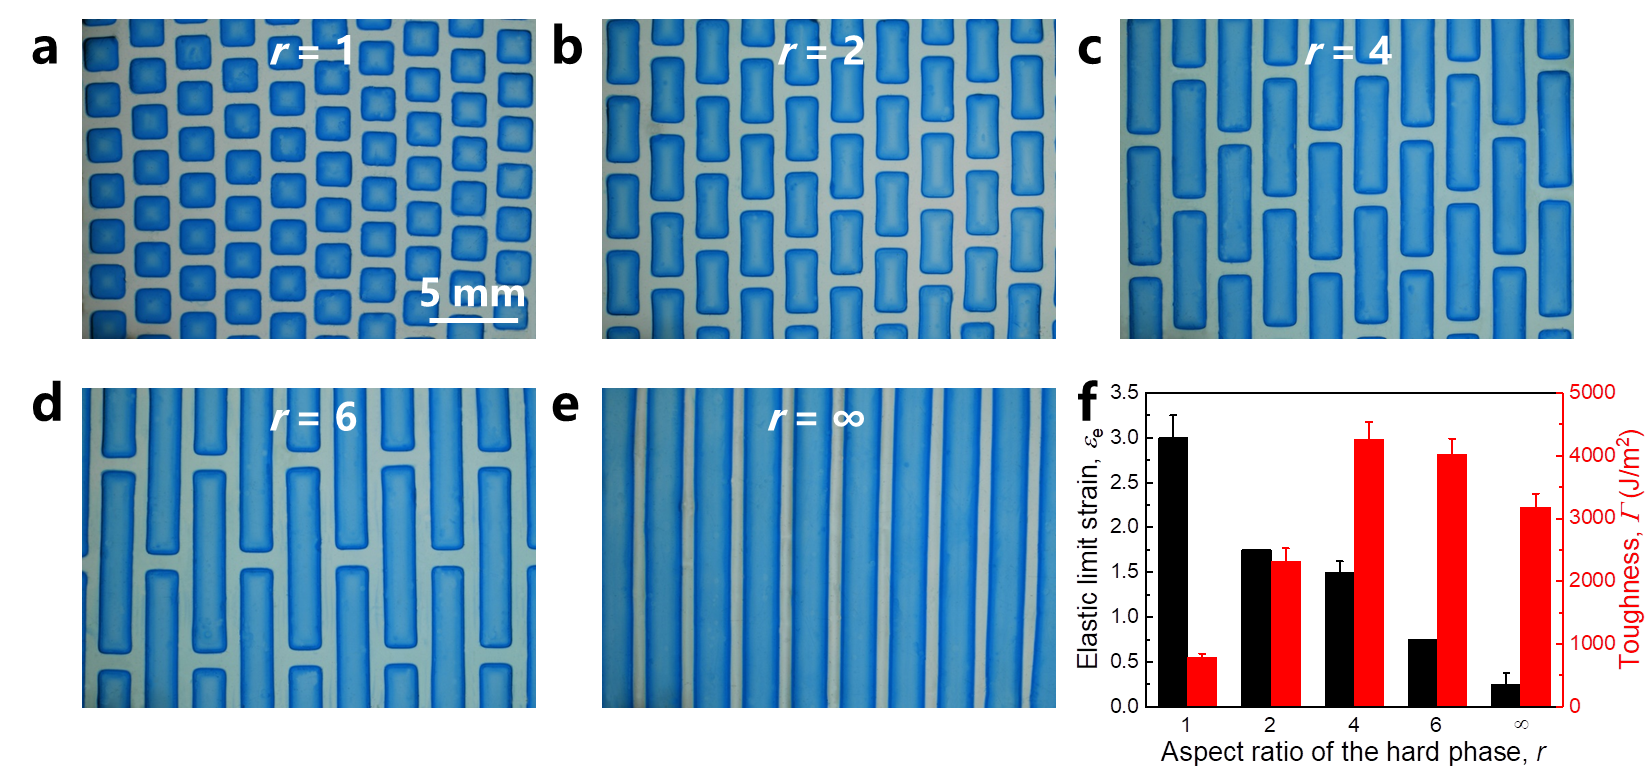 a
r = 1
5 mm
b
r = 2
c
r = 4
d
r = 6
e
r = ∞
f
3.5
3.0
2.5
2.0
1.5
1.0
0.5
0.0
Elastic limit strain, εe
5000
4000
3000
2000
1000
0
Toughness, Γ (J/m²)
1 2 4 6 ∞
Aspect ratio of the hard phase, r